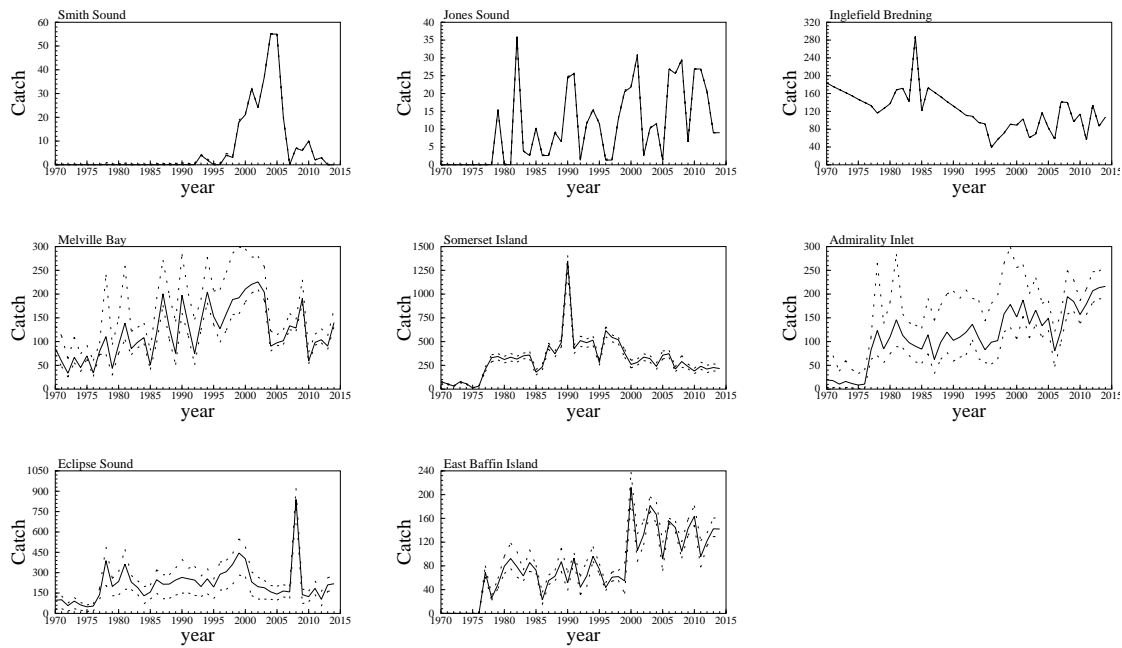 Smith Sound
60
50
40
30
20
10
0
Catch
1970 1975 1980 1985 1990 1995 2000 2005 2010 2015
year
Jones Sound
40
35
30
25
20
15
10
5
0
Catch
1970 1975 1980 1985 1990 1995 2000 2005 2010 2015
year
Inglefield Bredning
320
280
240
200
160
120
80
40
0
Catch
1970 1975 1980 1985 1990 1995 2000 2005 2010 2015
year
Melville Bay
300
250
200
150
100
50
0
Catch
1970 1975 1980 1985 1990 1995 2000 2005 2010 2015
year
Somerset Island
1500
1250
1000
750
500
250
0
Catch
1970 1975 1980 1985 1990 1995 2000 2005 2010 2015
year
Admirality Inlet
300
250
200
150
100
50
0
Catch
1970 1975 1980 1985 1990 1995 2000 2005 2010 2015
year
Eclipse Sound
1050
900
750
600
450
300
150
0
Catch
1970 1975 1980 1985 1990 1995 2000 2005 2010 2015
year
East Baffin Island
240
200
160
120
80
40
0
Catch
1970 1975 1980 1985 1990 1995 2000 2005 2010 2015
year